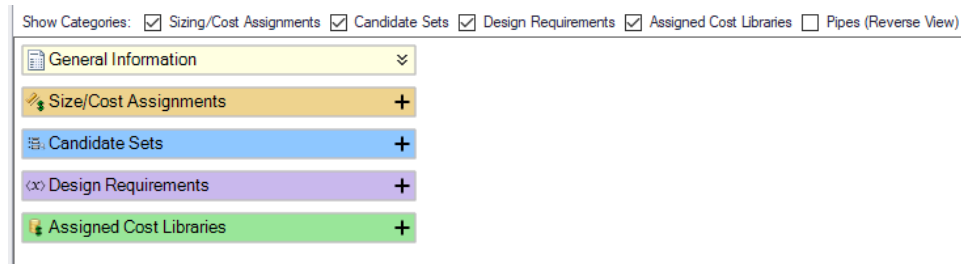 Show Categories: Sizing/Cost Assignments Candidate Sets Design Requirements Assigned Cost Libraries Pipes (Reverse View)
General Information
Size/Cost Assignments
Candidate Sets
(x) Design Requirements
Assigned Cost Libraries